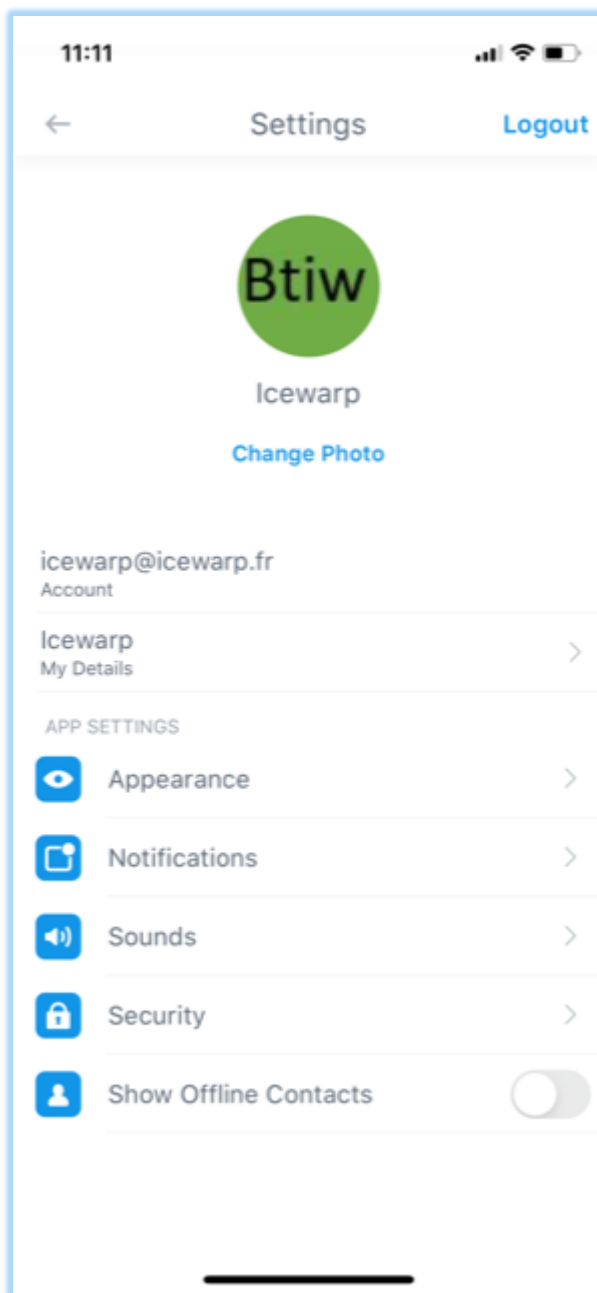 11:11
Settings
Logout
Btiw
Icewarp
Change Photo
icewarp@icewarp.fr
Account
Icewarp
My Details
APP SETTINGS
Appearance
Notifications
Sounds
Security
Show Offline Contacts